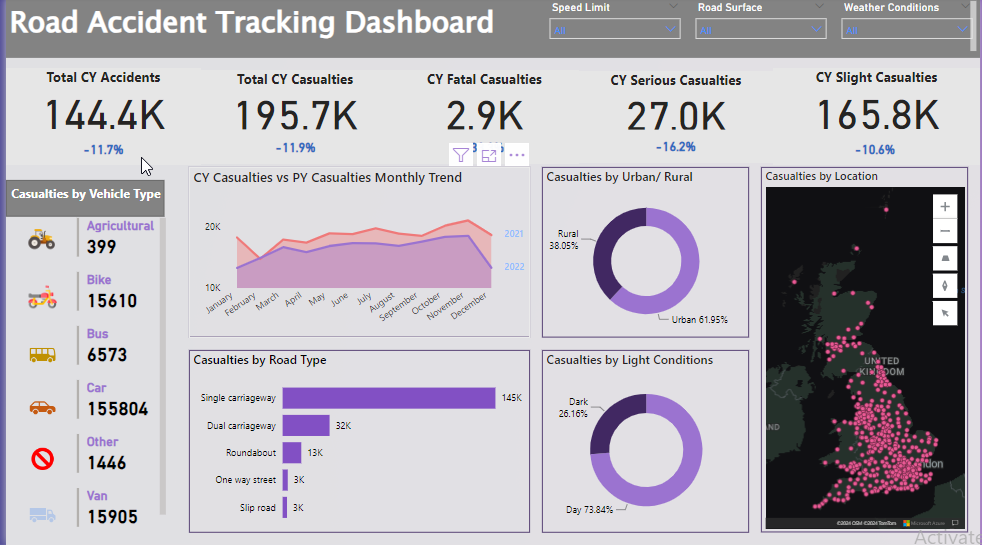 Road Accident Tracking Dashboard
Speed Limit
All
Road Surface
All
Weather Conditions
All
Total CY Accidents
144.4K
-11.7%
Total CY Casualties
195.7K
-11.9%
CY Fatal Casualties
2.9K
CY Serious Casualties
27.0K
-16.2%
CY Slight Casualties
165.8K
-10.6%
Casualties by Vehicle Type
Agricultural
399
Bike
15610
Bus
6573
Car
155804
Other
1446
Van
15905
CY Casualties vs PY Casualties Monthly Trend
20K
10K
2021
2022
January
February
March
April
May
June
July
August
September
October
November
December
Casualties by Road Type
Single carriageway
145K
Dual carriageway
32K
Roundabout
13K
One way street
3K
Slip road
3K
Casualties by Urban/ Rural
Rural
38.05%
Urban 61.95%
Casualties by Light Conditions
Dark
26.16%
Day 73.84%
Casualties by Location
UNITED
KINGDOM
©2024 OSM ©2024 TomTom
Microsoft Azure
Activate